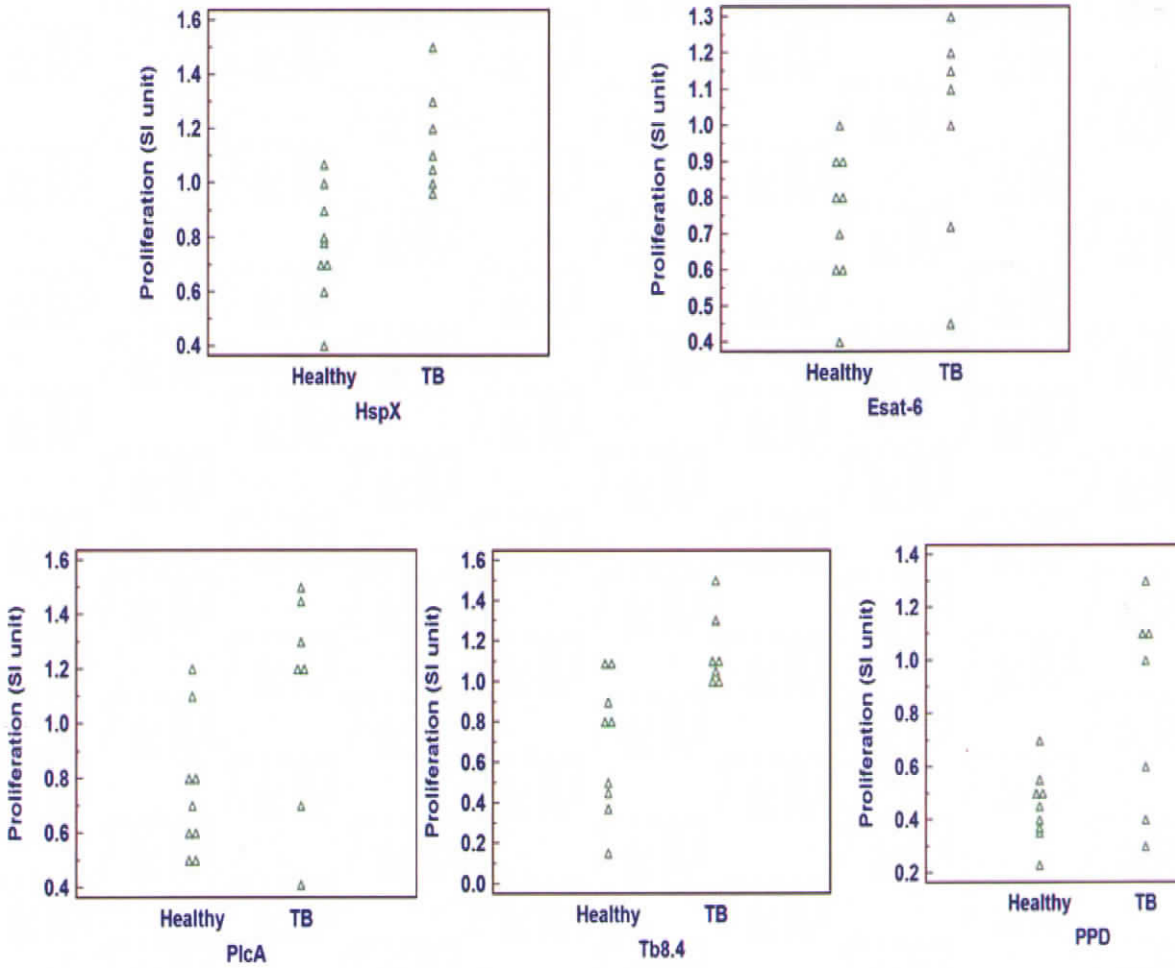 Proliferation (SI unit)
1.6
1.4
1.2
1.0
0.8
0.6
0.4
Healthy TB
HspX
Proliferation (SI unit)
1.3
1.2
1.1
1.0
0.9
0.8
0.7
0.6
0.5
0.4
Healthy TB
Esat-6
Proliferation (SI unit)
1.6
1.4
1.2
1.0
0.8
0.6
0.4
Healthy TB
PlcA
Proliferation (SI unit)
1.6
1.4
1.2
1.0
0.8
0.6
0.4
0.2
0.0
Healthy TB
Tb8.4
Proliferation (SI unit)
1.4
1.2
1.0
0.8
0.6
0.4
0.2
Healthy TB
PPD